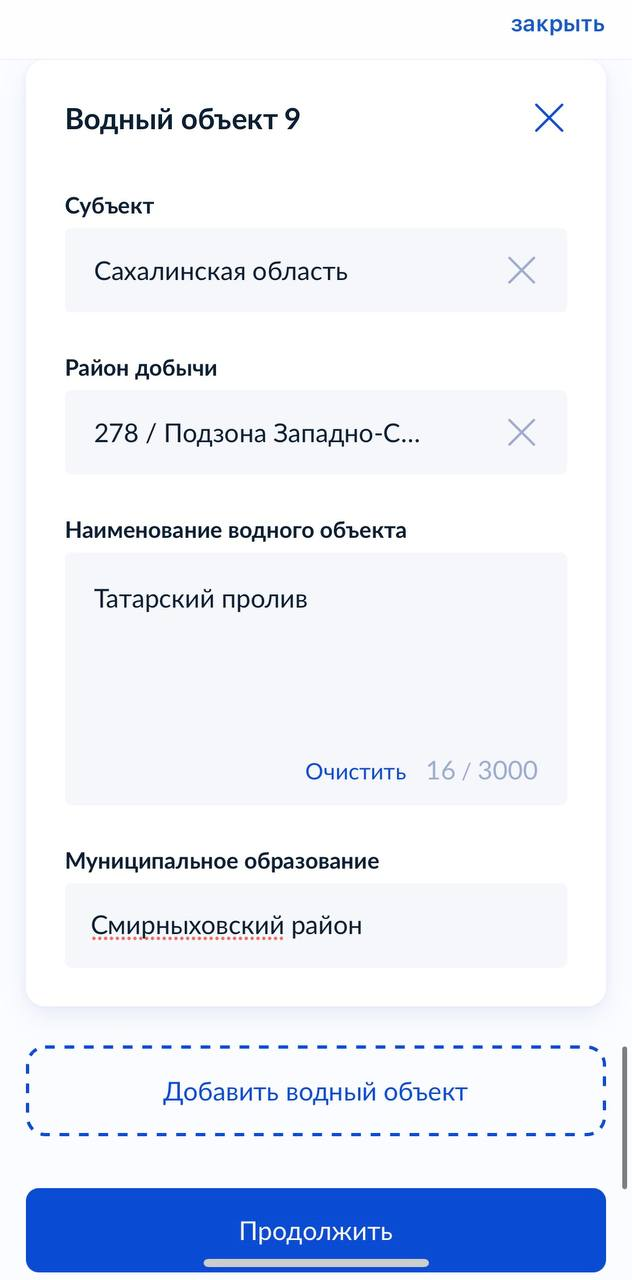 закрыть
Водный объект 9
Субъект
Сахалинская область
Район добычи
278 / Подзона Западно-С...
Наименование водного объекта
Татарский пролив
Очистить 16 / 3000
Муниципальное образование
Смирныховский район
Добавить водный объект
Продолжить